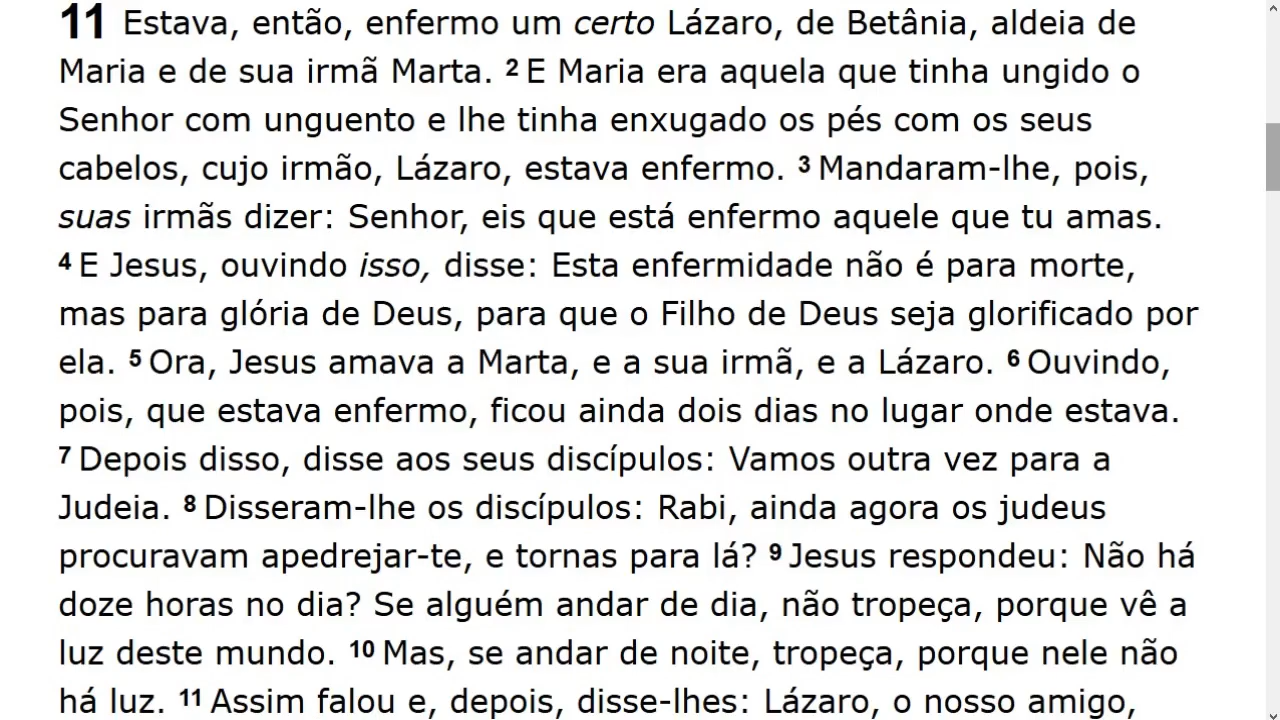 11 Estava, então, enfermo um certo Lázaro, de Betânia, aldeia de
Maria e de sua irmã Marta. 2 E Maria era aquela que tinha ungido o
Senhor com unguento e lhe tinha enxugado os pés com os seus
cabelos, cujo irmão, Lázaro, estava enfermo. 3 Mandaram-lhe, pois,
suas irmãs dizer: Senhor, eis que está enfermo aquele que tu amas.
4 E Jesus, ouvindo isso, disse: Esta enfermidade não é para morte,
mas para glória de Deus, para que o Filho de Deus seja glorificado por
ela. 5 Ora, Jesus amava a Marta, e a sua irmã, e a Lázaro. 6 Ouvindo,
pois, que estava enfermo, ficou ainda dois dias no lugar onde estava.
7 Depois disso, disse aos seus discípulos: Vamos outra vez para a
Judeia. 8 Disseram-lhe os discípulos: Rabi, ainda agora os judeus
procuravam apedrejar-te, e tornas para lá? 9 Jesus respondeu: Não há
doze horas no dia? Se alguém andar de dia, não tropeça, porque vê a
luz deste mundo. 10 Mas, se andar de noite, tropeça, porque nele não
há luz. 11 Assim falou e, depois, disse-lhes: Lázaro, o nosso amigo,